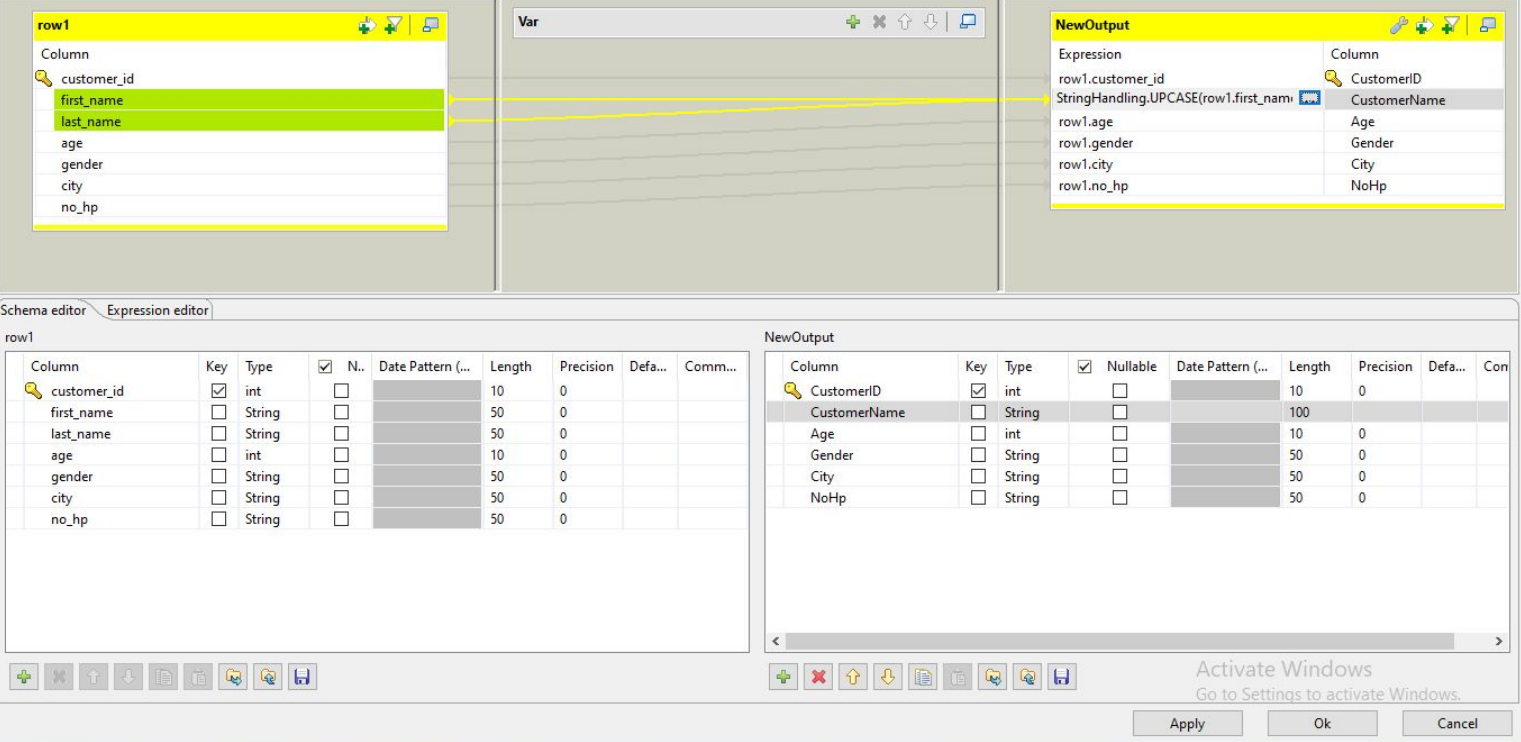 row1
Var
NewOutput
Column
Expression Column
customer_id
row1.customer_id CustomerID
first_name
StringHandling.UPCASE(row1.first_nam CustomerName
last_name
row1.age Age
age
row1.gender Gender
gender
row1.city City
city
row1.no_hp NoHp
no_hp
Schema editor Expression editor
row1
Column Key Type N.. Date Pattern (... Length Precision Defa... Comm...
customer_id int 10 0
first_name String 50 0
last_name String 50 0
age int 10 0
gender String 50 0
city String 50 0
no_hp String 50 0
NewOutput
Column Key Type Nullable Date Pattern (... Length Precision Defa... Com
CustomerID int 10 0
CustomerName String 100
Age int 10 0
Gender String 50 0
City String 50 0
NoHp String 50 0
Activate Windows
Go to Settings to activate Windows.
Apply Ok Cancel